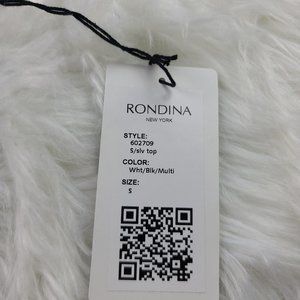 RONDINA
NEW YORK
STYLE:
602709
S/slv top
COLOR:
Wht/Blk/Multi
SIZE:
S